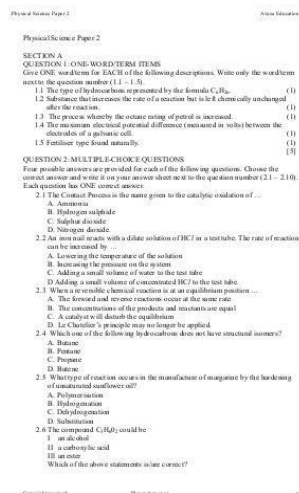 Physical Science Paper 2
Avusa Education
Physical Science Paper 2
SECTION A
QUESTION 1: ONE-WORD/TERM ITEMS
Give ONE word/term for EACH of the following descriptions. Write only the word/term
next to the question number (1.1 – 1.5).
1.1 The type of hydrocarbons represented by the formula
(1)
1.2 Substance that increases the rate of a reaction but is left chemically unchanged
after the reaction.
(1)
1.3 The process whereby the octane rating of petrol is increased.
(1)
1.4 The maximum electrical potential difference (measured in volts) between the
electrodes of a galvanic cell.
(1)
1.5 Fertiliser type found naturally.
(1)
[5]
QUESTION 2: MULTIPLE-CHOICE QUESTIONS
Four possible answers are provided for each of the following questions. Choose the
correct answer and write it on your answer sheet next to the question number (2.1 – 2.10).
Each question has ONE correct answer.
2.1 The Contact Process is the name given to the catalytic oxidation of …
A. Ammonia
B. Hydrogen sulphide
C. Sulphur dioxide
D. Nitrogen dioxide.
2.2 An iron nail reacts with a dilute solution of HCl in a test tube. The rate of reaction
can be increased by …
A. Lowering the temperature of the solution
B. Increasing the pressure on the system
C. Adding a small volume of water to the test tube
D Adding a small volume of concentrated HCl to the test tube.
2.3 When a reversible chemical reaction is at an equilibrium position …
A. The forward and reverse reactions occur at the same rate
B. The concentrations of the products and reactants are equal
C. A catalyst will disturb the equilibrium
D. Le Chatelier's principle may no longer be applied.
2.4 Which one of the following hydrocarbons does not have structural isomers?
A. Butane
B. Pentane
C. Propane
D. Butene
2.5 What type of reaction occurs in the manufacture of margarine by the hardening
of unsaturated sunflower oil?
A. Polymerisation
B. Hydrogenation
C. Dehydrogenation
D. Substitution
2.6 The compound C₂H₄O₂ could be
I an alcohol
II a carboxylic acid
III an ester
Which of the above statements is/are correct?